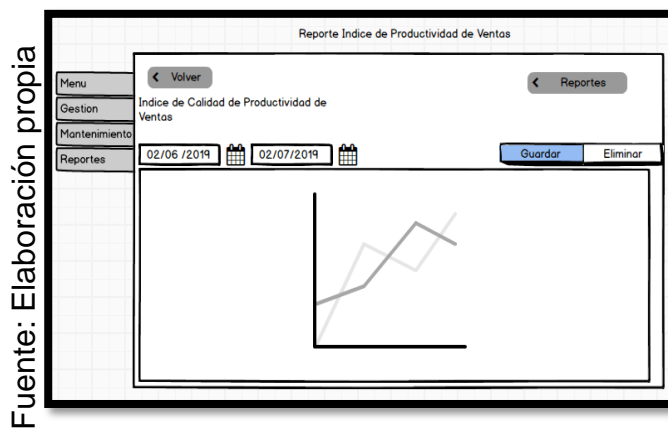 Fuente: Elaboración propia
Reporte Indice de Productividad de Ventas
Menu
Gestion
Mantenimiento
Reportes
Volver
Reportes
Indice de Calidad de Productividad de
Ventas
02/06 /2019
02/07/2019
Guardar
Eliminar